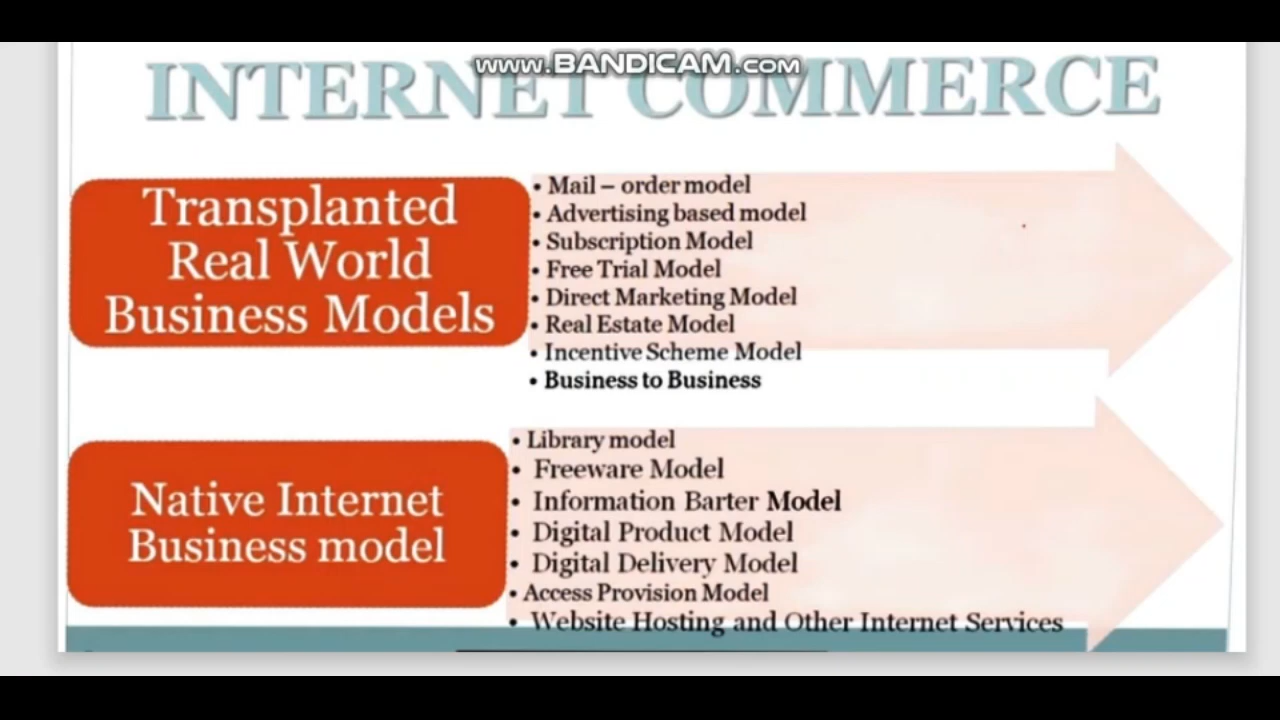 www.BANDICAM.com
INTERNET COMMERCE
Transplanted
Real World
Business Models
• Mail – order model
• Advertising based model
• Subscription Model
• Free Trial Model
• Direct Marketing Model
• Real Estate Model
• Incentive Scheme Model
• Business to Business
Native Internet
Business model
• Library model
• Freeware Model
• Information Barter Model
• Digital Product Model
• Digital Delivery Model
• Access Provision Model
• Website Hosting and Other Internet Services